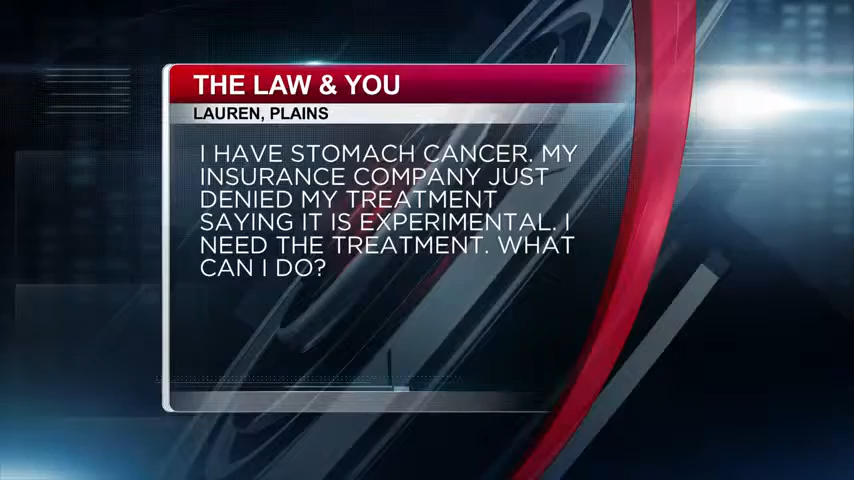 THE LAW & YOU
LAUREN, PLAINS
I HAVE STOMACH CANCER. MY
INSURANCE COMPANY JUST
DENIED MY TREATMENT
SAYING IT IS EXPERIMENTAL. I
NEED THE TREATMENT. WHAT
CAN I DO?